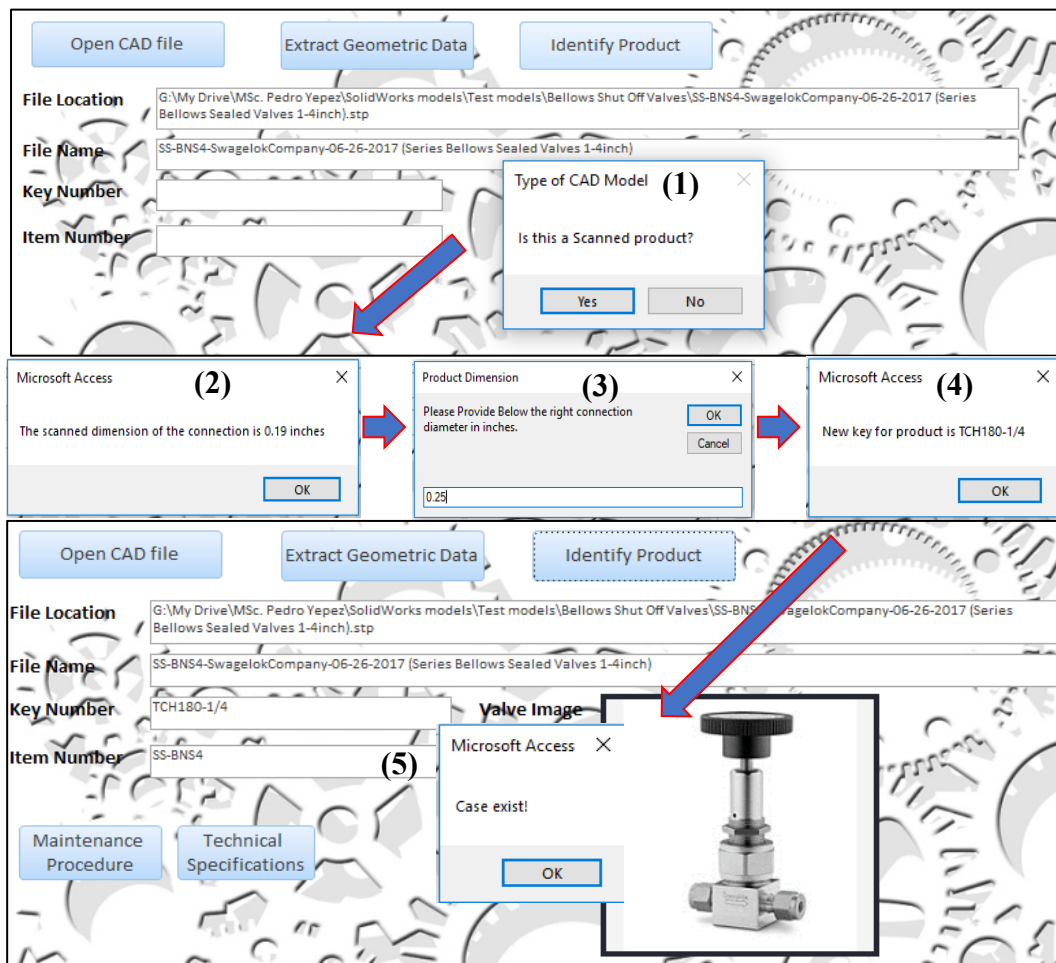 Open CAD file
Extract Geometric Data
Identify Product
File Location
G:\My Drive\MSc. Pedro Yepez\SolidWorks models\Test models\Bellows Shut Off Valves\SS-BNS4-SwagelokCompany-06-26-2017 (Series
Bellows Sealed Valves 1-4inch).stp
File Name
SS-BNS4-SwagelokCompany-06-26-2017 (Series Bellows Sealed Valves 1-4inch)
Key Number
Item Number
Type of CAD Model
(1)
Is this a Scanned product?
Yes
No
Microsoft Access
(2)
The scanned dimension of the connection is 0.19 inches
OK
Product Dimension
(3)
Please Provide Below the right connection
diameter in inches.
OK
Cancel
0.25
Microsoft Access
(4)
New key for product is TCH180-1/4
OK
Open CAD file
Extract Geometric Data
Identify Product
File Location
G:\My Drive\MSc. Pedro Yepez\SolidWorks models\Test models\Bellows Shut Off Valves\SS-BNS wagelokCompany-06-26-2017 (Series
Bellows Sealed Valves 1-4inch).stp
File Name
SS-BNS4-SwagelokCompany-06-26-2017 (Series Bellows Sealed Valves 1-4inch)
Key Number
TCH180-1/4
Valve Image
Item Number
SS-BNS4
(5)
Microsoft Access
Case exist!
OK
Maintenance
Procedure
Technical
Specifications